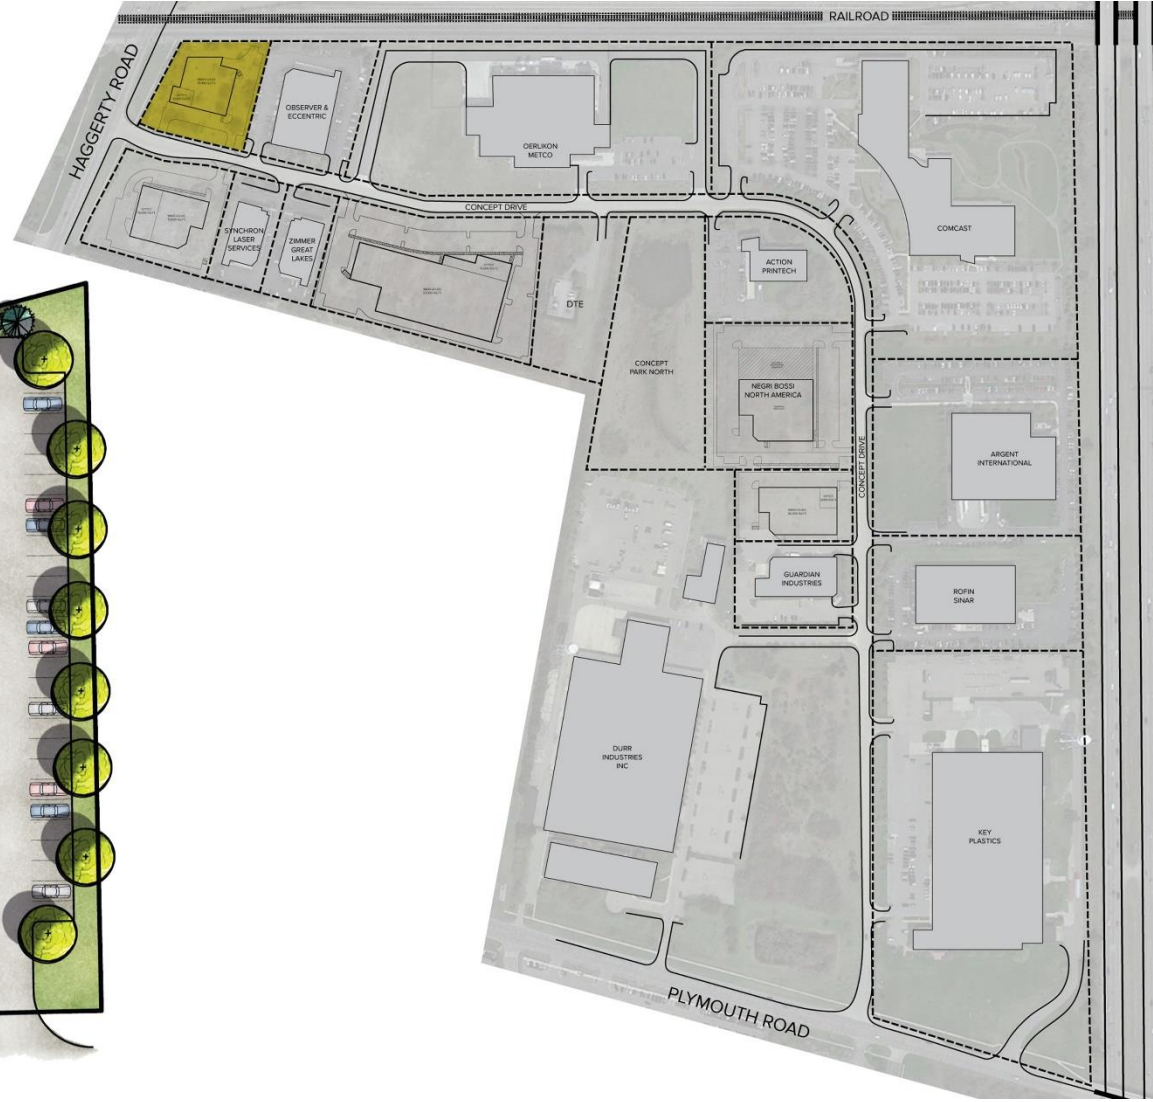 RAILROAD
HAGGERTY ROAD
OBSERVER &
ECCENTRIC
OERLIKON
METCO
COMCAST
CONCEPT DRIVE
SYNCHRON
LASER
SERVICES
ZIMMER
GREAT
LAKES
ACTION
PRINTECH
DTE
CONCEPT
PARK NORTH
NEGRI BOSSI
NORTH AMERICA
CONCEPT DRIVE
ARGENT
INTERNATIONAL
GUARDIAN
INDUSTRIES
ROFIN
SINAR
DURR
INDUSTRIES
INC
KEY
PLASTICS
PLYMOUTH ROAD